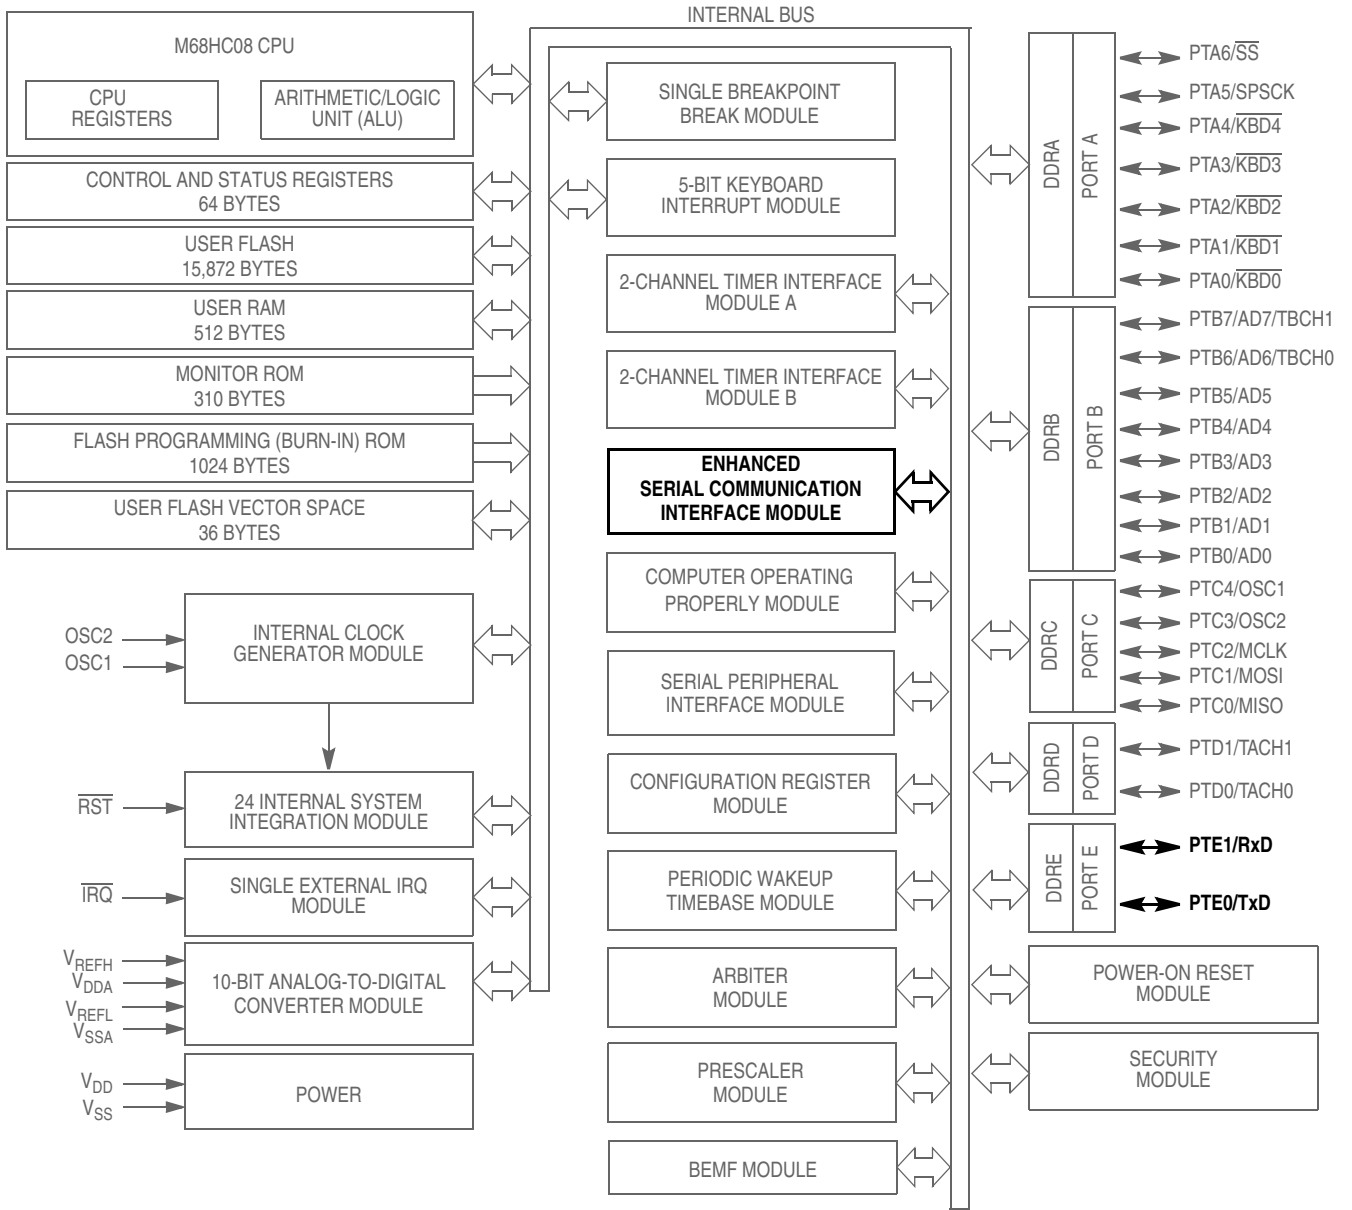 INTERNAL BUS
M68HC08 CPU
CPU
REGISTERS
ARITHMETIC/LOGIC
UNIT (ALU)
CONTROL AND STATUS REGISTERS
64 BYTES
USER FLASH
15,872 BYTES
USER RAM
512 BYTES
MONITOR ROM
310 BYTES
FLASH PROGRAMMING (BURN-IN) ROM
1024 BYTES
USER FLASH VECTOR SPACE
36 BYTES
OSC2
OSC1
INTERNAL CLOCK
GENERATOR MODULE
RST
24 INTERNAL SYSTEM
INTEGRATION MODULE
IRQ
SINGLE EXTERNAL IRQ
MODULE
VREFH
VDDA
VREFL
VSSA
10-BIT ANALOG-TO-DIGITAL
CONVERTER MODULE
VDD
VSS
POWER
SINGLE BREAKPOINT
BREAK MODULE
5-BIT KEYBOARD
INTERRUPT MODULE
2-CHANNEL TIMER INTERFACE
MODULE A
2-CHANNEL TIMER INTERFACE
MODULE B
ENHANCED
SERIAL COMMUNICATION
INTERFACE MODULE
COMPUTER OPERATING
PROPERLY MODULE
SERIAL PERIPHERAL
INTERFACE MODULE
CONFIGURATION REGISTER
MODULE
PERIODIC WAKEUP
TIMEBASE MODULE
ARBITER
MODULE
PRESCALER
MODULE
BEMF MODULE
DDRA
PORT A
PTA6/SS
PTA5/SPSCK
PTA4/KBD4
PTA3/KBD3
PTA2/KBD2
PTA1/KBD1
PTA0/KBD0
DDRB
PORT B
PTB7/AD7/TBCH1
PTB6/AD6/TBCH0
PTB5/AD5
PTB4/AD4
PTB3/AD3
PTB2/AD2
PTB1/AD1
PTB0/AD0
DDRC
PORT C
PTC4/OSC1
PTC3/OSC2
PTC2/MCLK
PTC1/MOSI
PTC0/MISO
DDRD
PORT D
PTD1/TACH1
PTD0/TACH0
DDRE
PORT E
PTE1/RxD
PTE0/TxD
POWER-ON RESET
MODULE
SECURITY
MODULE